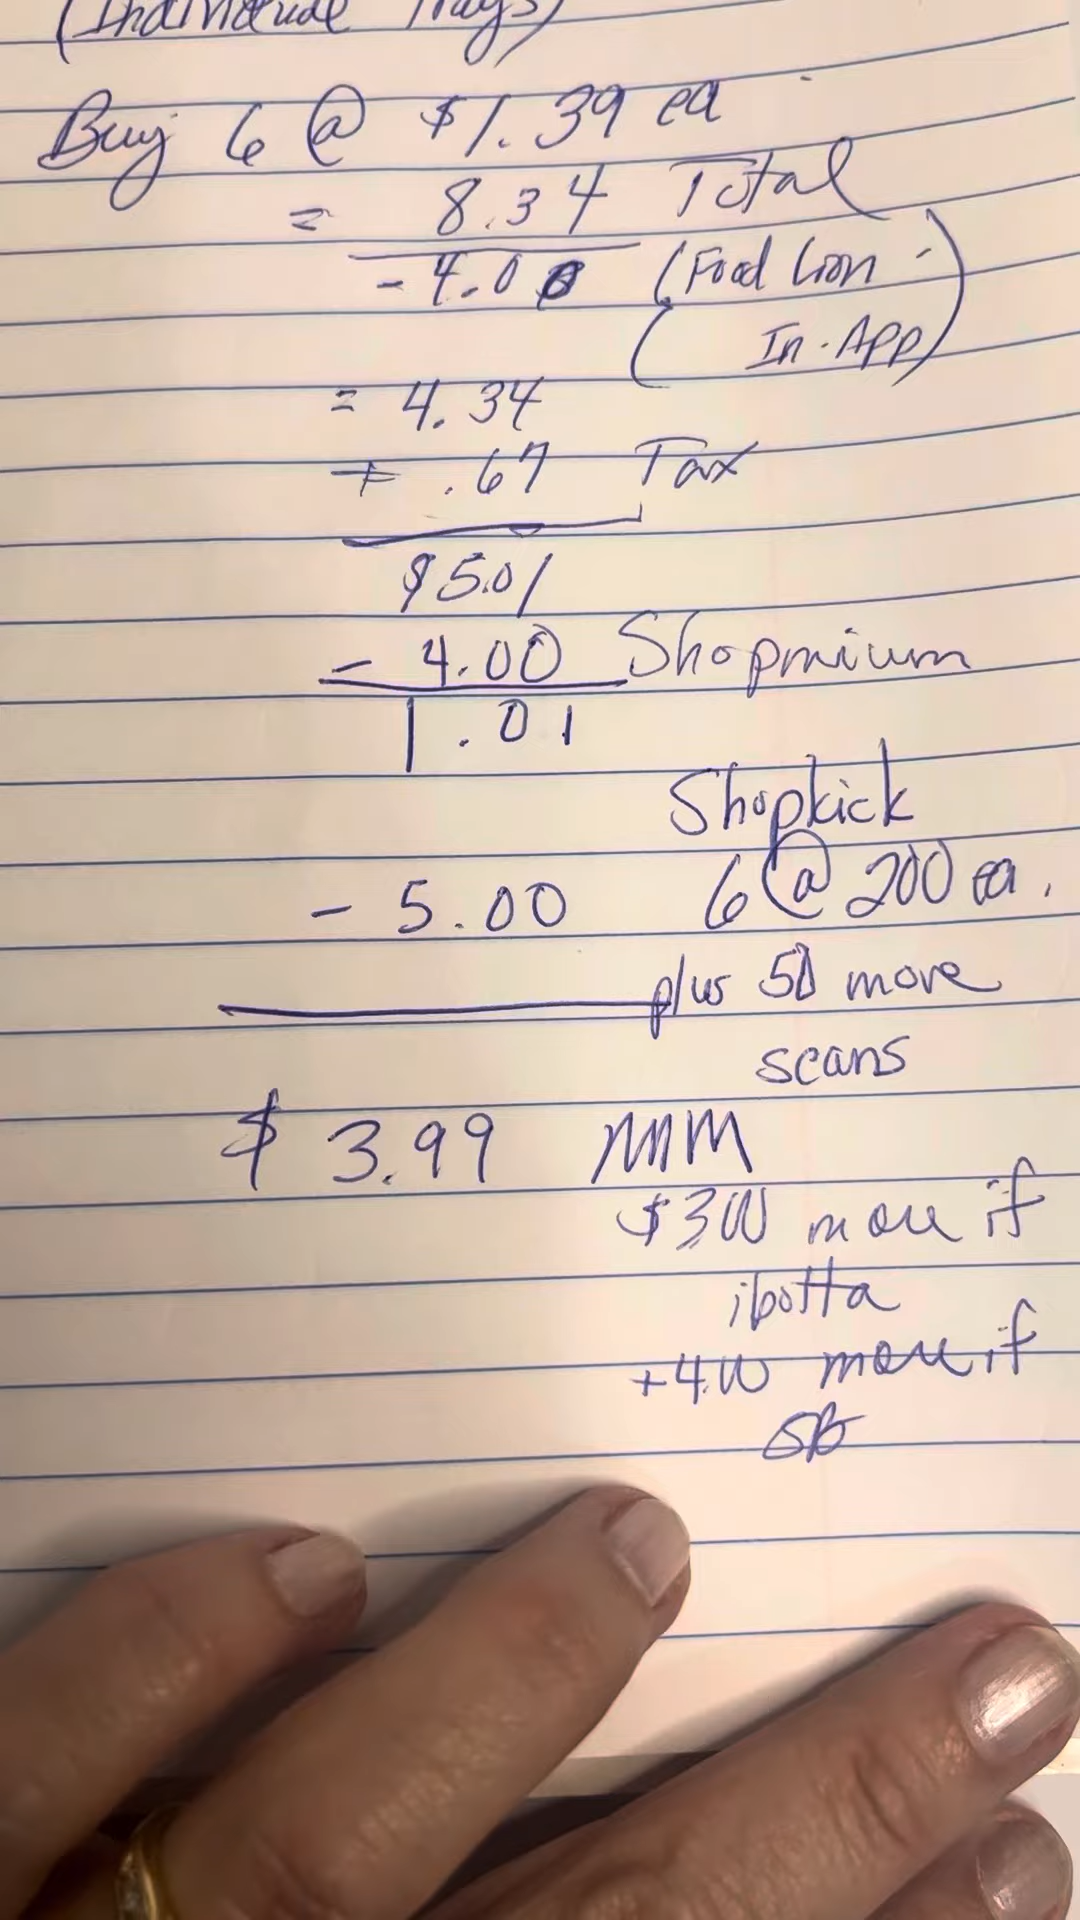 (Individual Trays)
Buy 6 @ $1.39 ea
= 8.34 Total
- 4.00 (Food Lion -
In-App)
= 4.34
+ .67 Tax
$5.01
- 4.00 Shopmium
1.01
Shopkick
- 5.00 6 @ 200 ea.
plus 50 more
scans
$ 3.99 MM
$3.00 more if
ibotta
+4.00 more if
SB